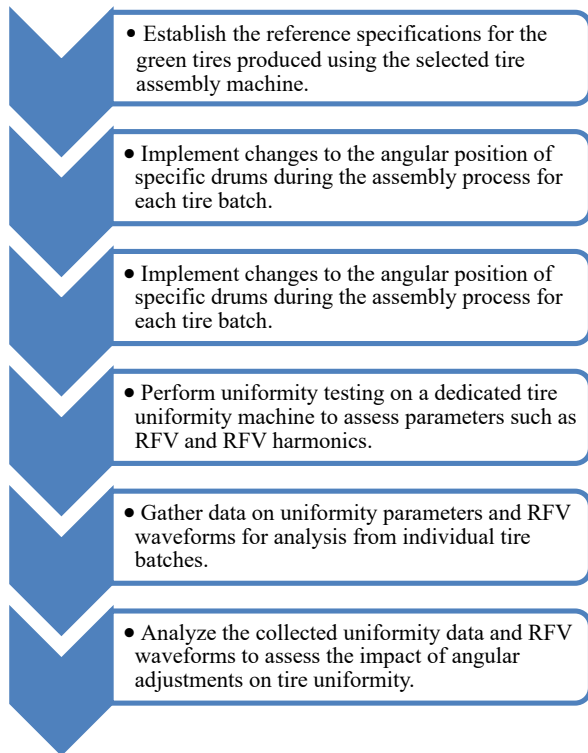 • Establish the reference specifications for the
green tires produced using the selected tire
assembly machine.
• Implement changes to the angular position of
specific drums during the assembly process for
each tire batch.
• Implement changes to the angular position of
specific drums during the assembly process for
each tire batch.
• Perform uniformity testing on a dedicated tire
uniformity machine to assess parameters such as
RFV and RFV harmonics.
• Gather data on uniformity parameters and RFV
waveforms for analysis from individual tire
batches.
• Analyze the collected uniformity data and RFV
waveforms to assess the impact of angular
adjustments on tire uniformity.